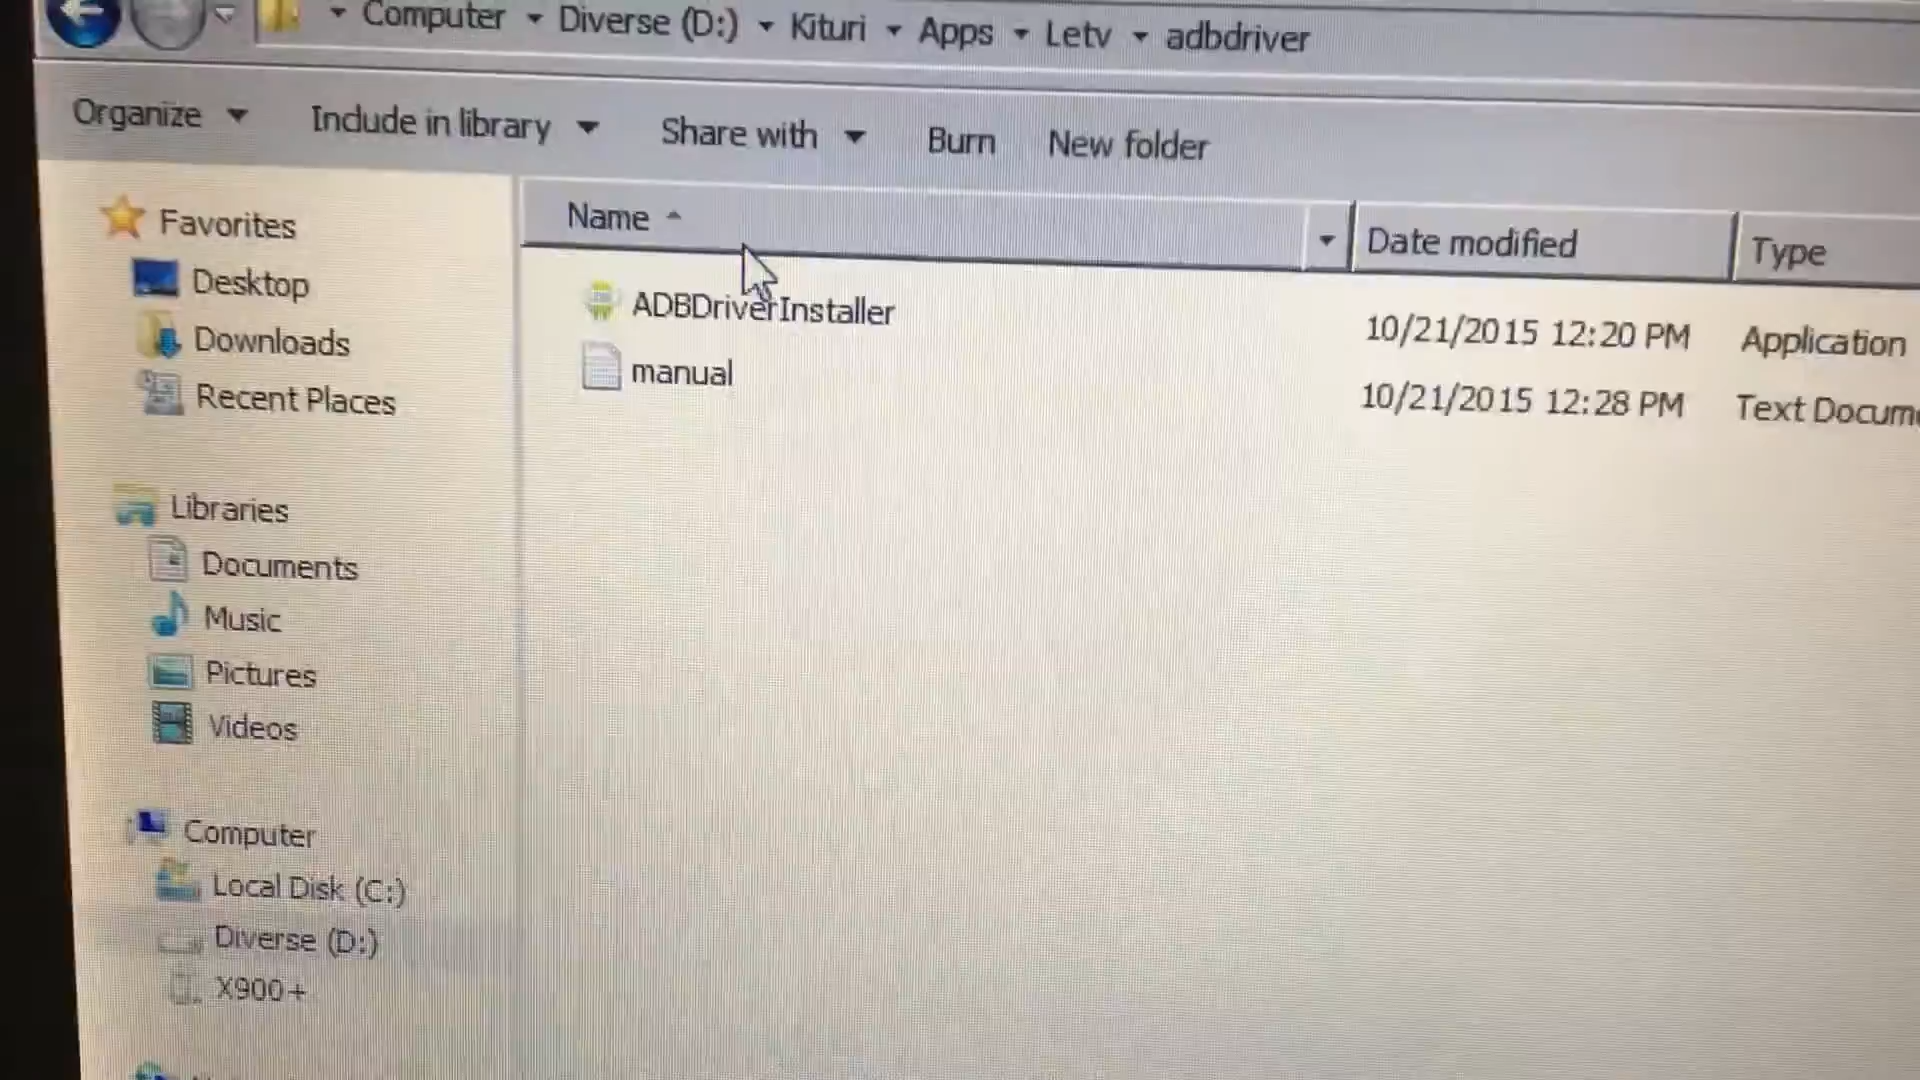 Computer Diverse (D:) Kituri Apps Letv adbdriver
Organize Include in library Share with Burn New folder
Name Date modified Type
ADBDriverInstaller 10/21/2015 12:20 PM Application
manual 10/21/2015 12:28 PM Text Docum
Favorites
Desktop
Downloads
Recent Places
Libraries
Documents
Music
Pictures
Videos
Computer
Local Disk (C:)
Diverse (D:)
X900+